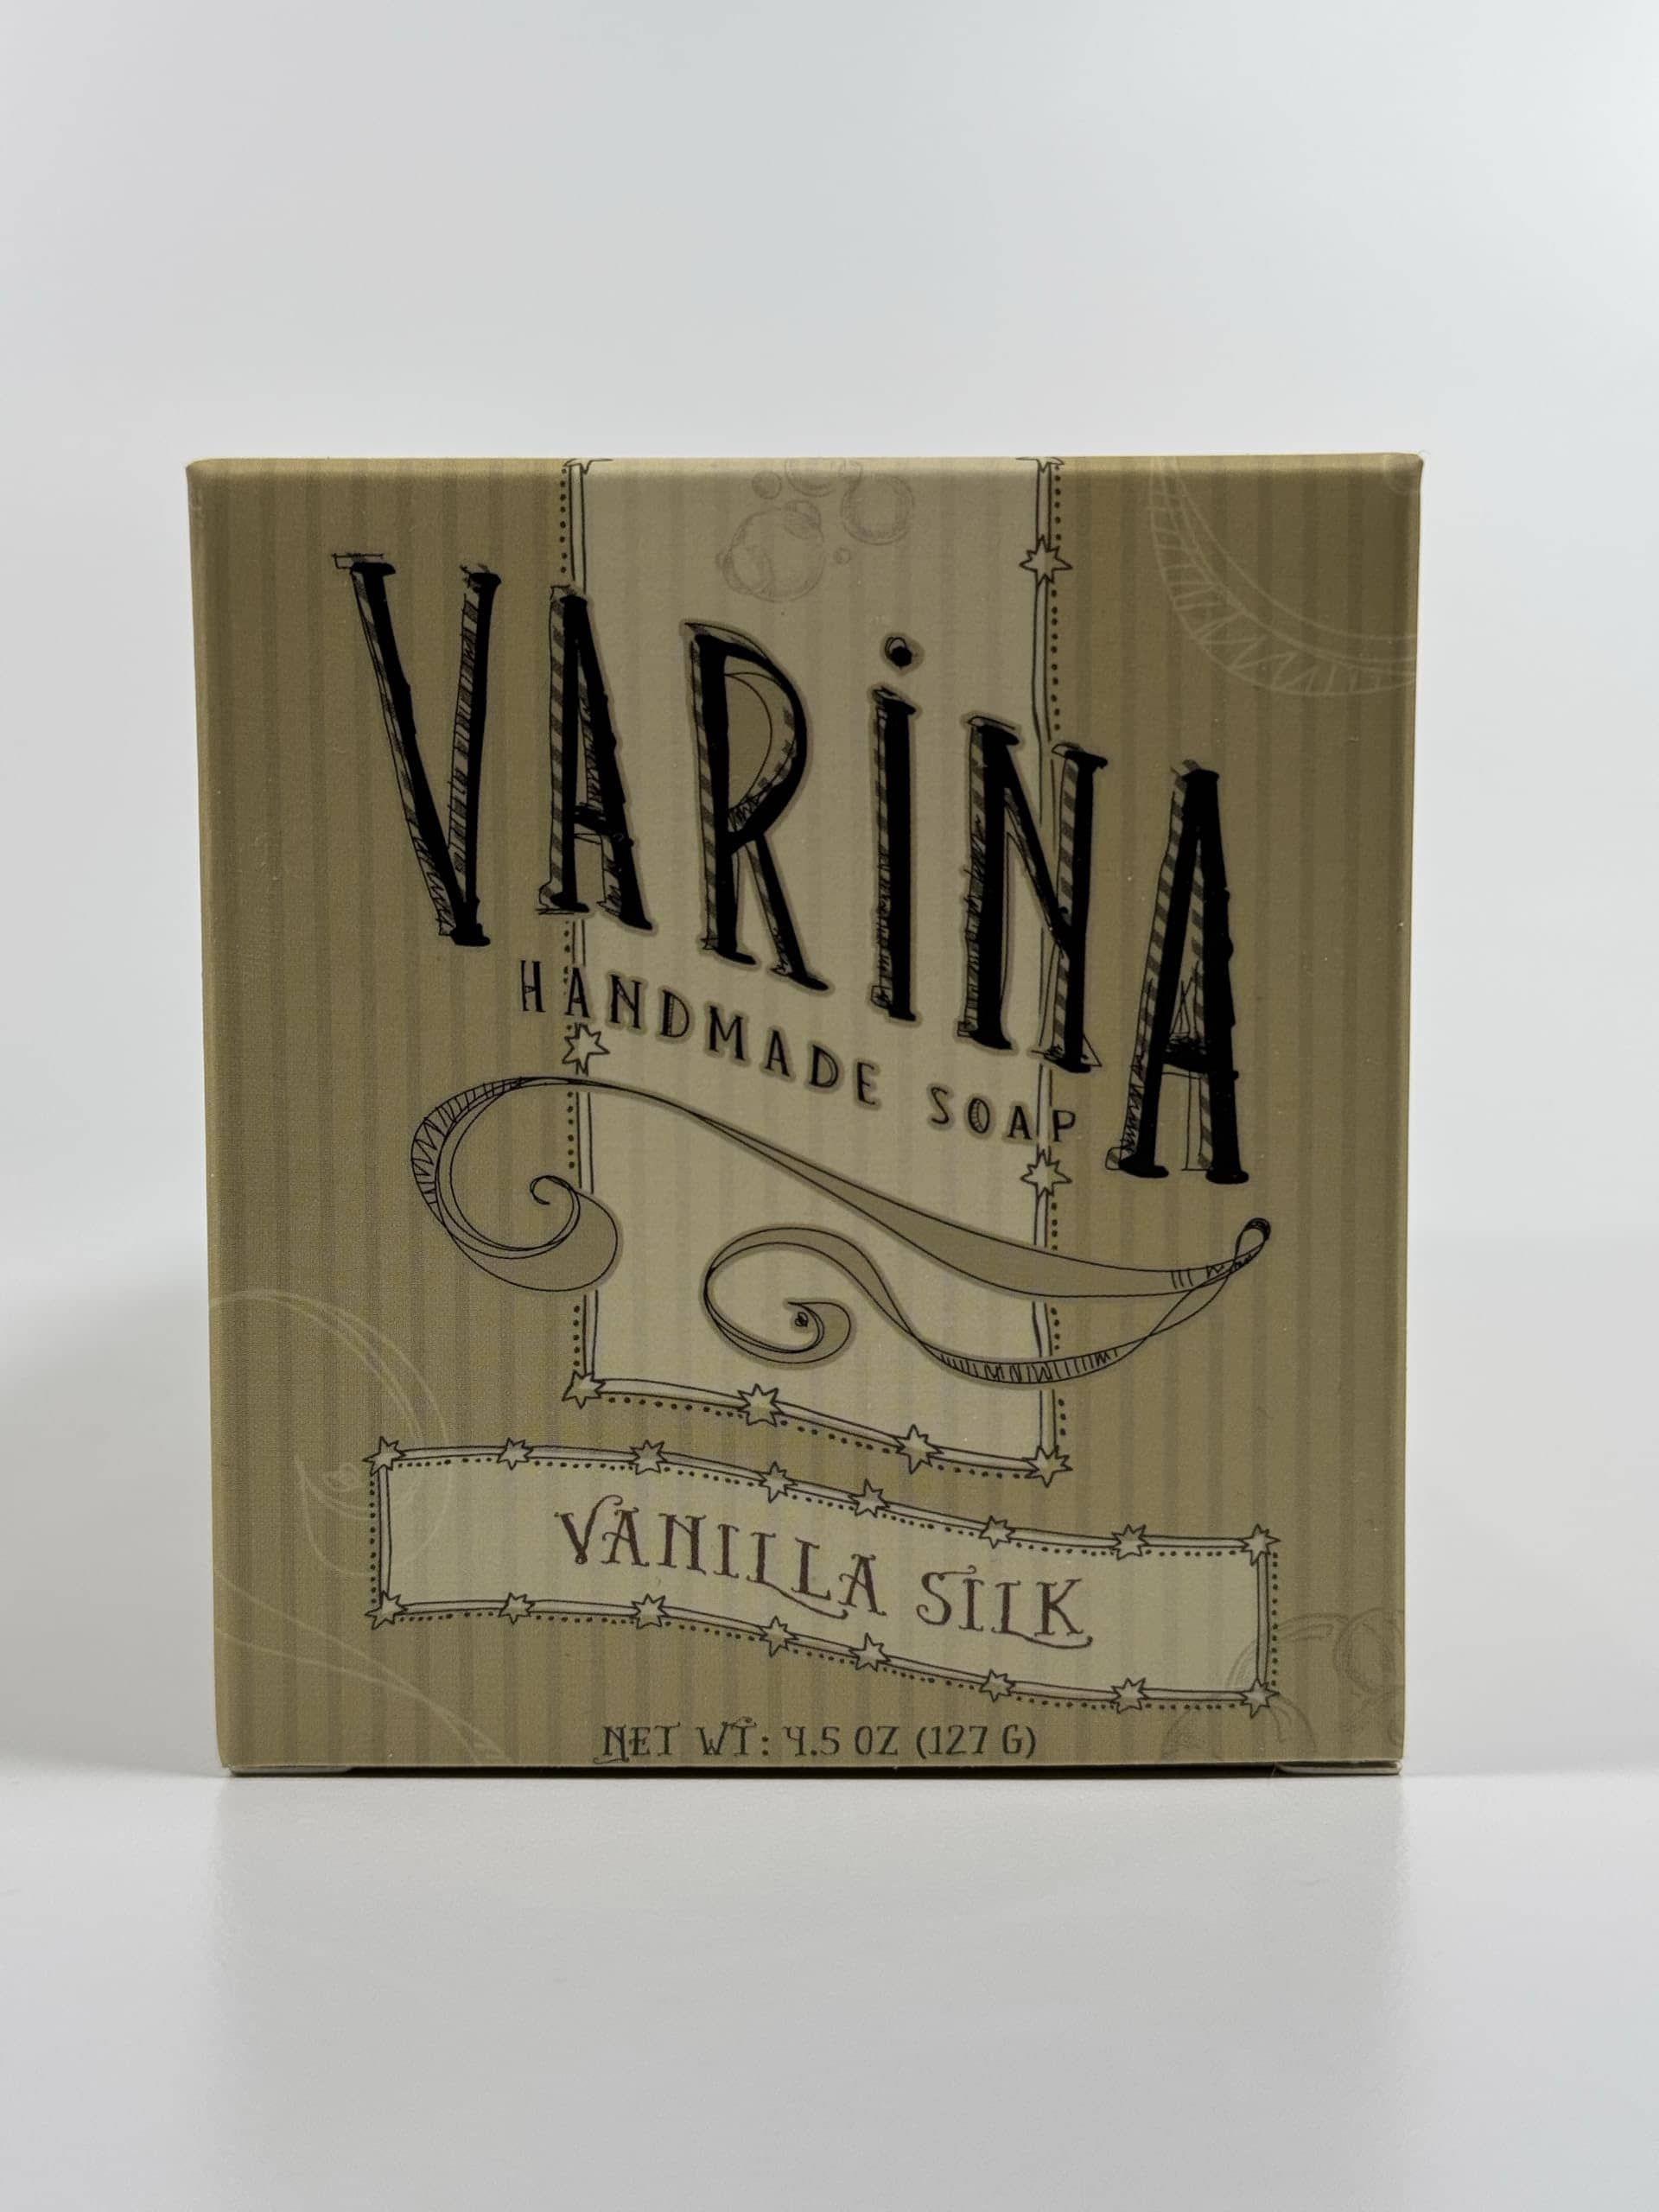 VARiNA
HANDMADE SOAP
VANILLA SILK
NET WT: 4.5 OZ (127 G)